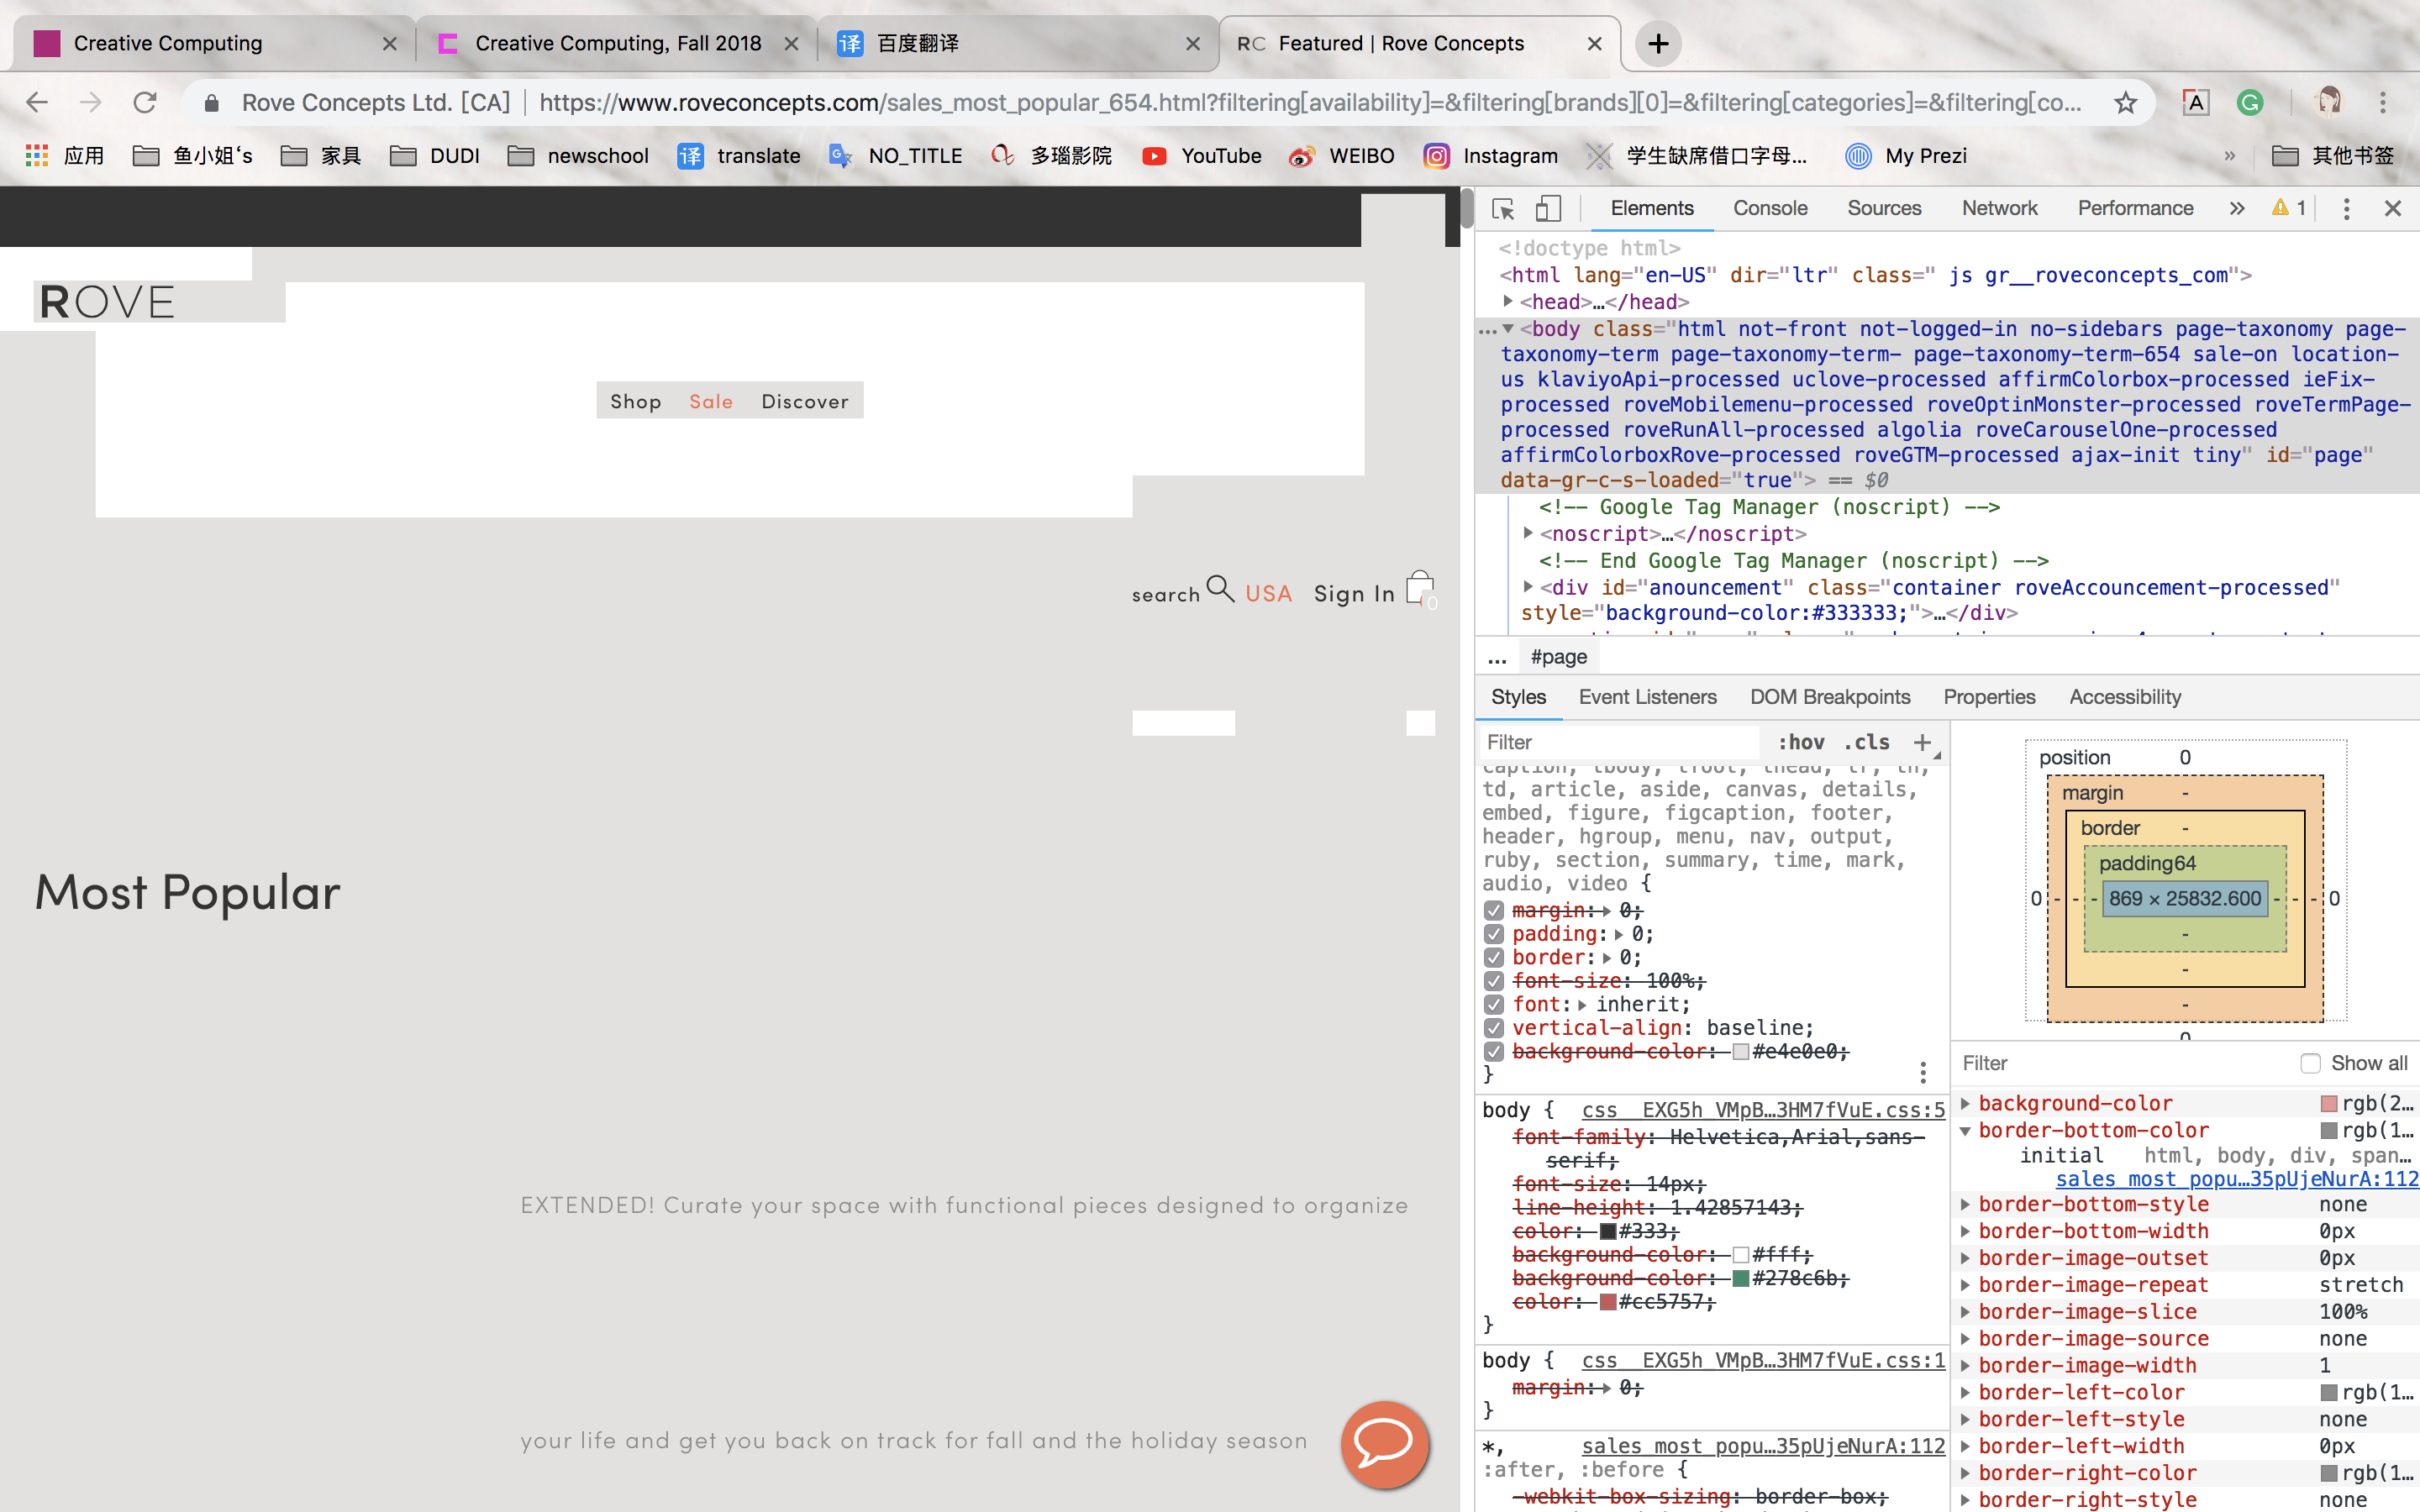 Creative Computing
Creative Computing, Fall 2018
译 百度翻译
RC Featured | Rove Concepts
Rove Concepts Ltd. [CA] | https://www.roveconcepts.com/sales_most_popular_654.html?filtering[availability]=&filtering[brands][0]=&filtering[categories]=&filtering[co...
应用 鱼小姐‘s 家具 DUDI newschool 译 translate NO_TITLE 多瑙影院 YouTube WEIBO Instagram 学生缺席借口字母... My Prezi » 其他书签
ROVE
Shop Sale Discover
search USA Sign In 0
Most Popular
EXTENDED! Curate your space with functional pieces designed to organize
your life and get you back on track for fall and the holiday season
Elements Console Sources Network Performance » 1
<!doctype html>
<html lang="en-US" dir="ltr" class=" js gr__roveconcepts_com">
<head>…</head>
…<body class="html not-front not-logged-in no-sidebars page-taxonomy page-
taxonomy-term page-taxonomy-term- page-taxonomy-term-654 sale-on location-
us klaviyoApi-processed uclove-processed affirmColorbox-processed ieFix-
processed roveMobilemenu-processed roveOptinMonster-processed roveTermPage-
processed roveRunAll-processed algolia roveCarouselOne-processed
affirmColorboxRove-processed roveGTM-processed ajax-init tiny" id="page"
data-gr-c-s-loaded="true"> == $0
<!-- Google Tag Manager (noscript) -->
<noscript>…</noscript>
<!-- End Google Tag Manager (noscript) -->
<div id="anouncement" class="container roveAccouncement-processed"
style="background-color:#333333;">…</div>
… #page
Styles Event Listeners DOM Breakpoints Properties Accessibility
Filter :hov .cls +
caption, tbody, tfoot, thead, tr, th,
td, article, aside, canvas, details,
embed, figure, figcaption, footer,
header, hgroup, menu, nav, output,
ruby, section, summary, time, mark,
audio, video {
margin: 0;
padding: 0;
border: 0;
font-size: 100%;
font: inherit;
vertical-align: baseline;
background-color: #e4e0e0;
}
body { css__EXG5h_VMpB…3HM7fVuE.css:5
font-family: Helvetica,Arial,sans-
serif;
font-size: 14px;
line-height: 1.42857143;
color: #333;
background-color: #fff;
background-color: #278c6b;
color: #cc5757;
}
body { css__EXG5h_VMpB…3HM7fVuE.css:1
margin: 0;
}
*, sales_most_popu…35pUjeNurA:112
:after, :before {
-webkit-box-sizing: border-box;
position 0
margin -
border -
padding64
0 - - - 869 × 25832.600 - - - 0
-
-
-
0
Filter Show all
background-color rgb(2…
border-bottom-color rgb(1…
initial html, body, div, span…
sales_most_popu…35pUjeNurA:112
border-bottom-style none
border-bottom-width 0px
border-image-outset 0px
border-image-repeat stretch
border-image-slice 100%
border-image-source none
border-image-width 1
border-left-color rgb(1…
border-left-style none
border-left-width 0px
border-right-color rgb(1…
border-right-style none